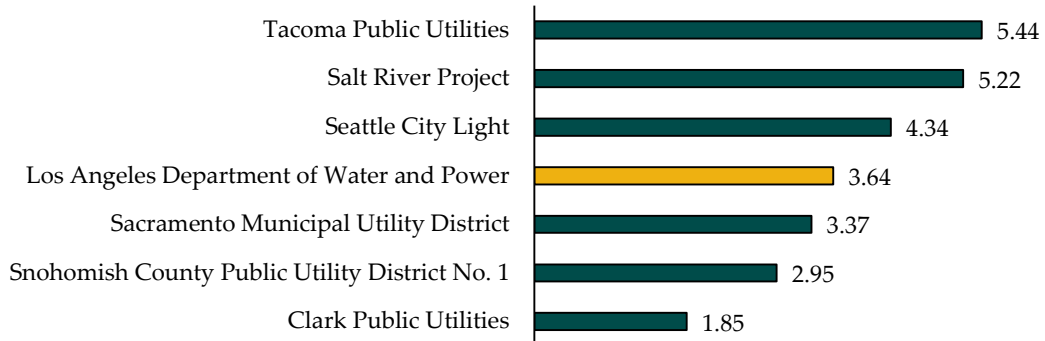 Tacoma Public Utilities 5.44
Salt River Project 5.22
Seattle City Light 4.34
Los Angeles Department of Water and Power 3.64
Sacramento Municipal Utility District 3.37
Snohomish County Public Utility District No. 1 2.95
Clark Public Utilities 1.85